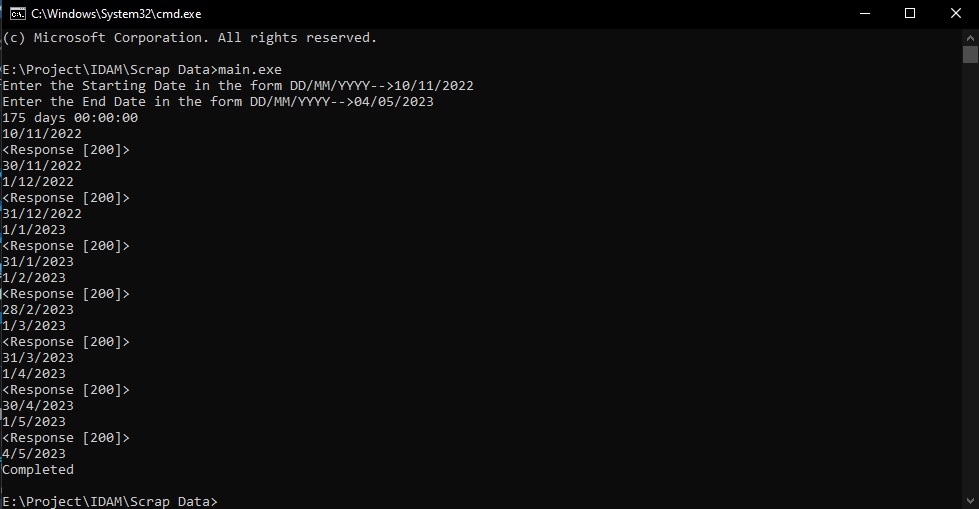 C:\Windows\System32\cmd.exe
(c) Microsoft Corporation. All rights reserved.
E:\Project\IDAM\Scrap Data>main.exe
Enter the Starting Date in the form DD/MM/YYYY-->10/11/2022
Enter the End Date in the form DD/MM/YYYY-->04/05/2023
175 days 00:00:00
10/11/2022
<Response [200]>
30/11/2022
1/12/2022
<Response [200]>
31/12/2022
1/1/2023
<Response [200]>
31/1/2023
1/2/2023
<Response [200]>
28/2/2023
1/3/2023
<Response [200]>
31/3/2023
1/4/2023
<Response [200]>
30/4/2023
1/5/2023
<Response [200]>
4/5/2023
Completed
E:\Project\IDAM\Scrap Data>